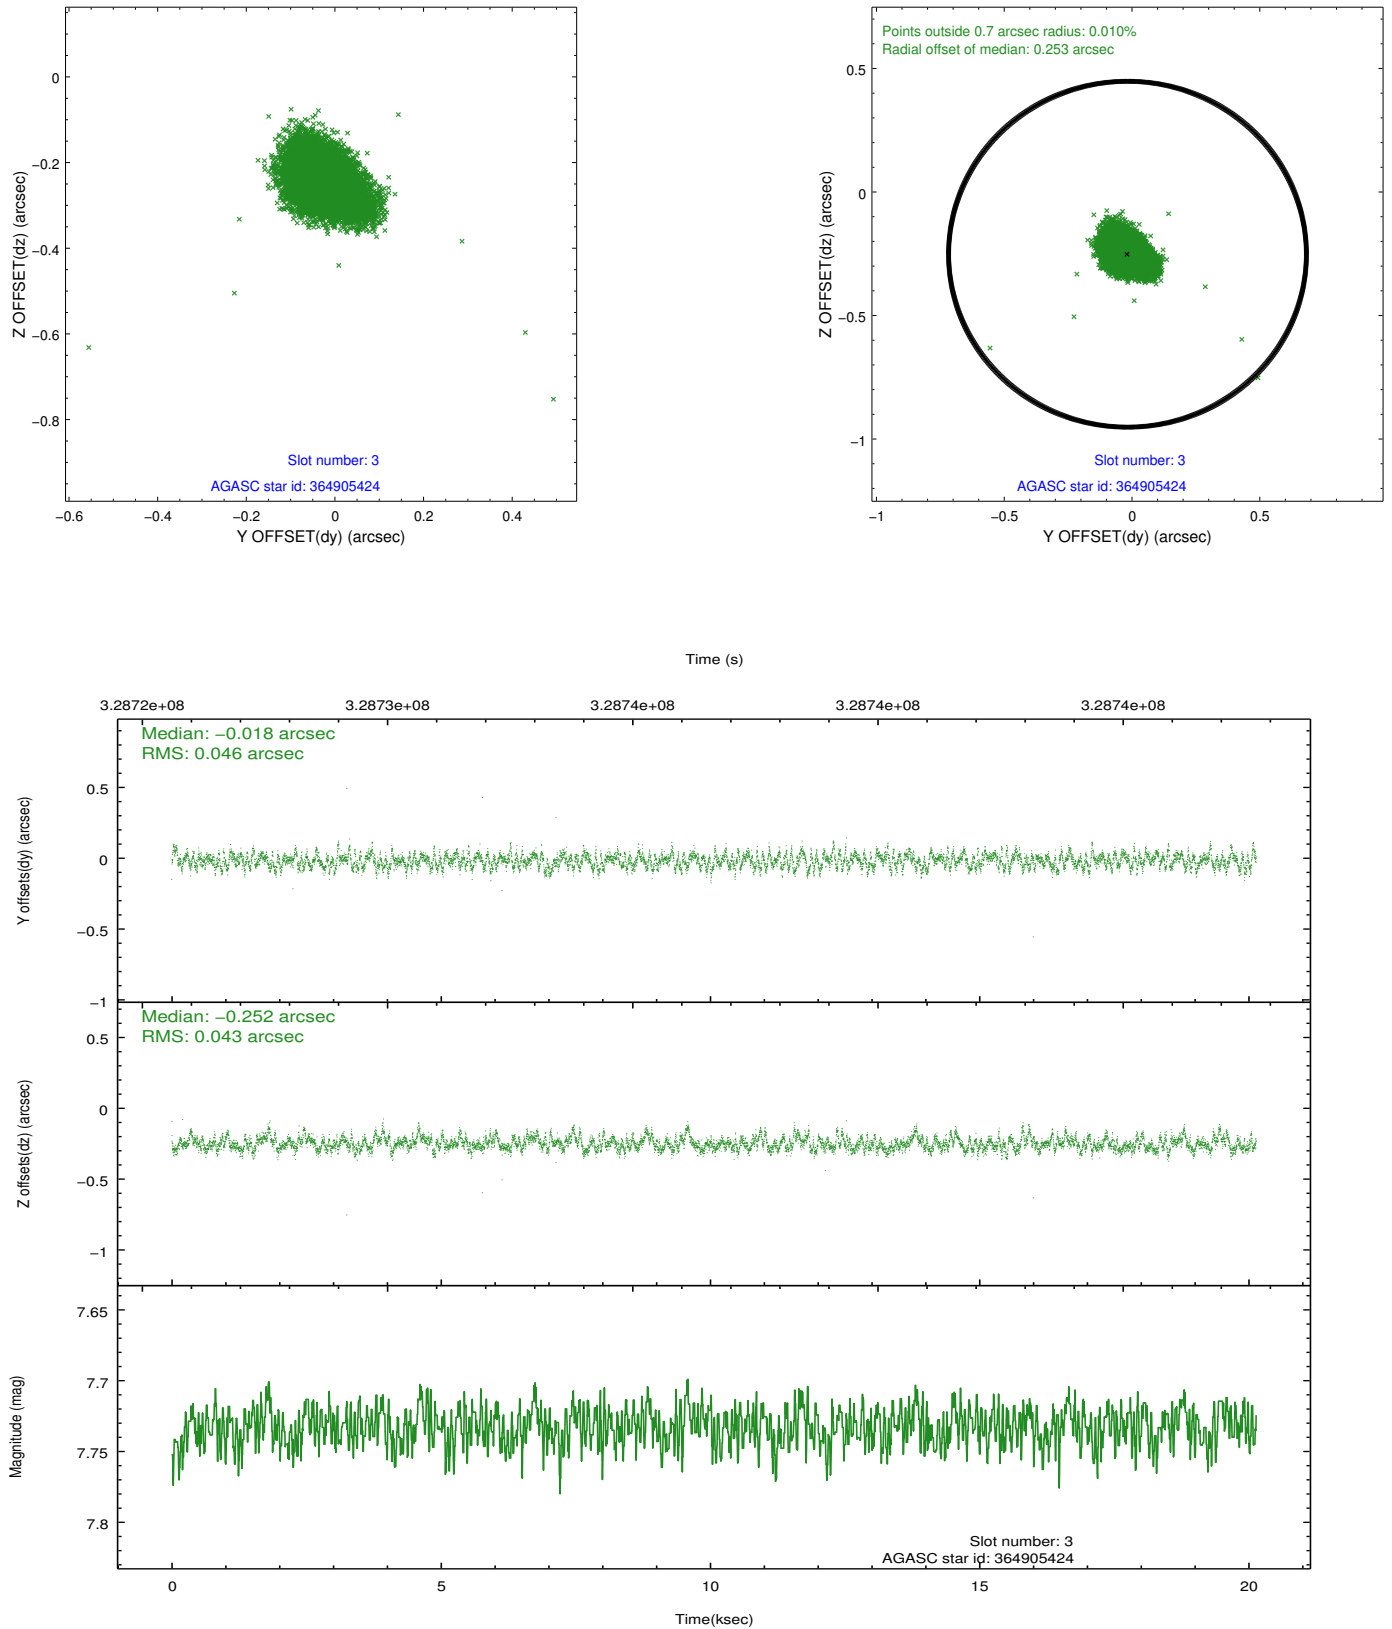 0
−0.2
−0.4
−0.6
−0.8
Z OFFSET(dz) (arcsec)
Slot number: 3
AGASC star id: 364905424
−0.6
−0.4
−0.2
0
0.2
0.4
Y OFFSET(dy) (arcsec)
Points outside 0.7 arcsec radius: 0.010%
Radial offset of median: 0.253 arcsec
0.5
0
−0.5
−1
Z OFFSET(dz) (arcsec)
Slot number: 3
AGASC star id: 364905424
−1
−0.5
0
0.5
Y OFFSET(dy) (arcsec)
Time (s)
3.2872e+08
3.2873e+08
3.2874e+08
3.2874e+08
3.2874e+08
Median: −0.018 arcsec
RMS: 0.046 arcsec
0.5
0
−0.5
−1
Y offsets(dy) (arcsec)
Median: −0.252 arcsec
RMS: 0.043 arcsec
0.5
0
−0.5
−1
Z offsets(dz) (arcsec)
7.65
7.7
7.75
7.8
Magnitude (mag)
Slot number: 3
AGASC star id: 364905424
0
5
10
15
20
Time(ksec)